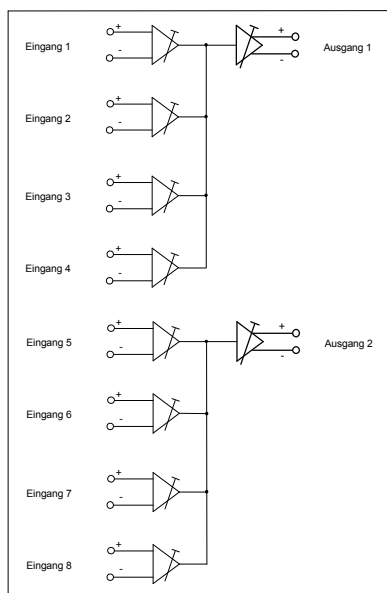 Eingang 1 + - + - Ausgang 1
Eingang 2 + -
Eingang 3 + -
Eingang 4 + -
Eingang 5 + - + - Ausgang 2
Eingang 6 + -
Eingang 7 + -
Eingang 8 + -